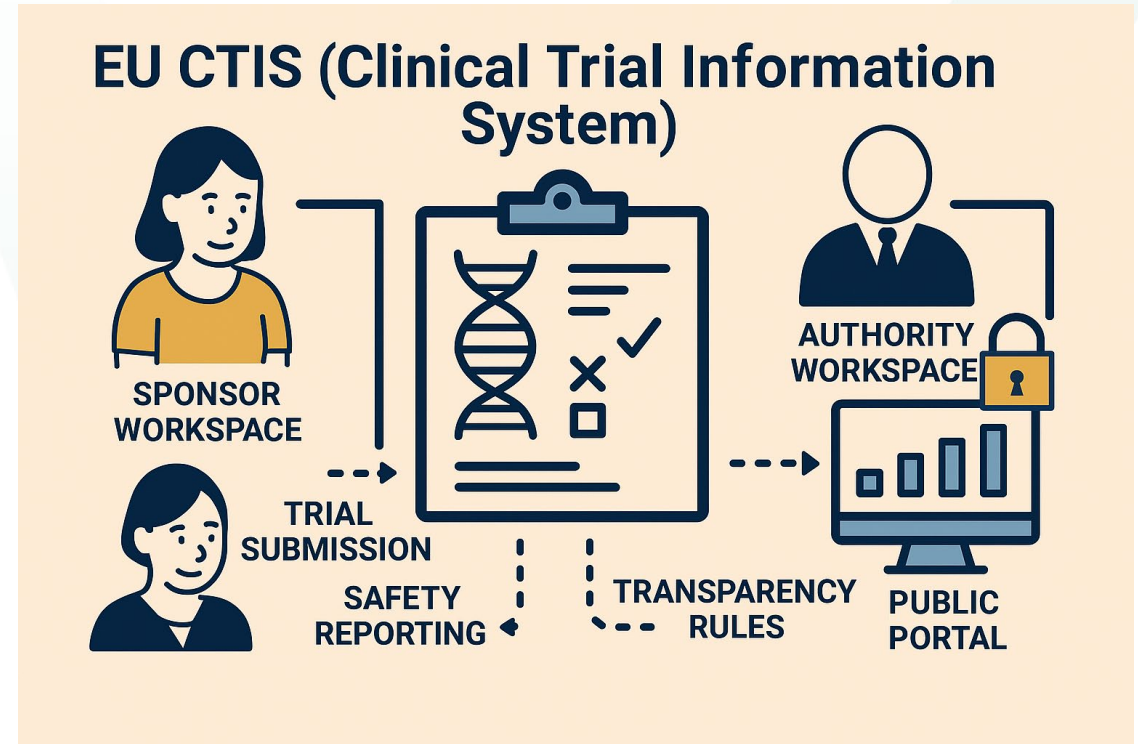 EU CTIS (Clinical Trial Information
System)
SPONSOR
WORKSPACE
AUTHORITY
WORKSPACE
TRIAL
SUBMISSION
SAFETY
REPORTING
TRANSPARENCY
RULES
PUBLIC
PORTAL